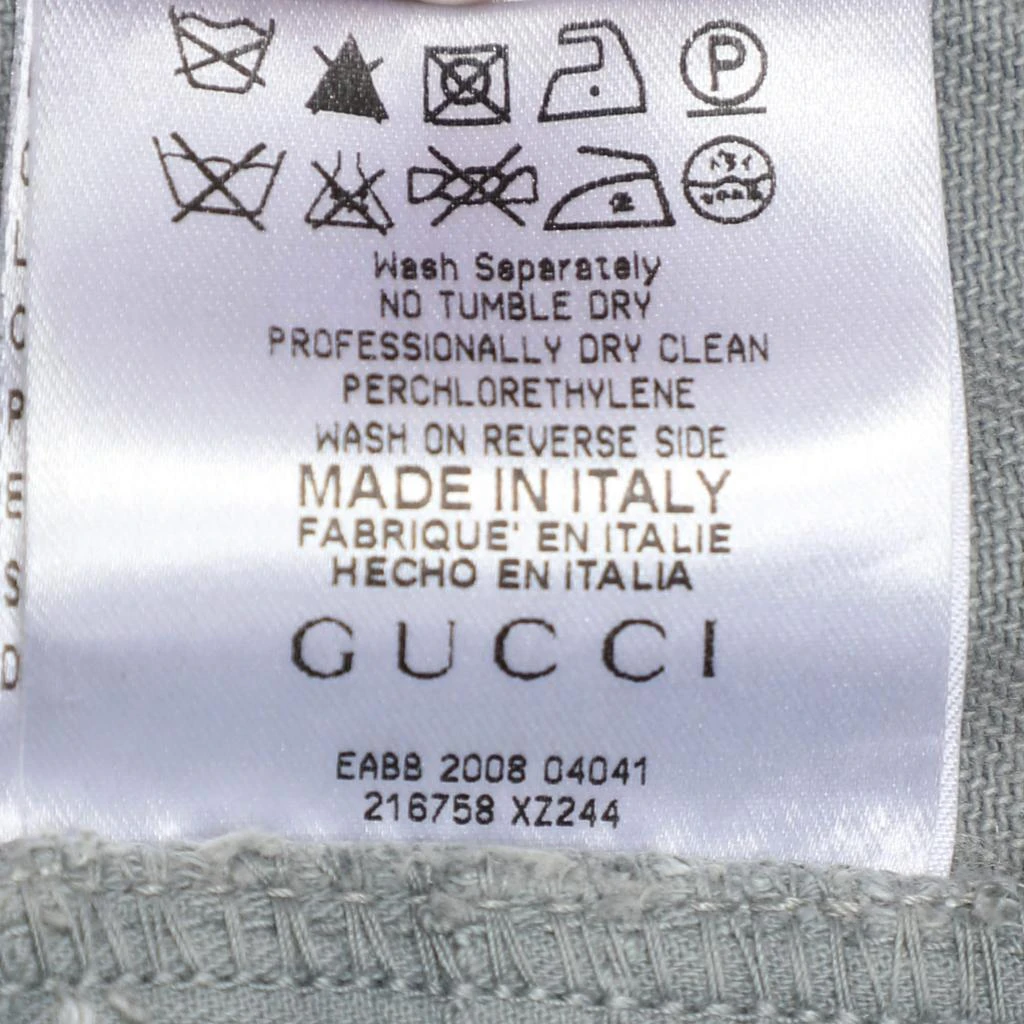 P
Wash Separately
NO TUMBLE DRY
PROFESSIONALLY DRY CLEAN
PERCHLORETHYLENE
WASH ON REVERSE SIDE
MADE IN ITALY
FABRIQUE' EN ITALIE
HECHO EN ITALIA
GUCCI
EABB 2008 04041
216758 XZ244